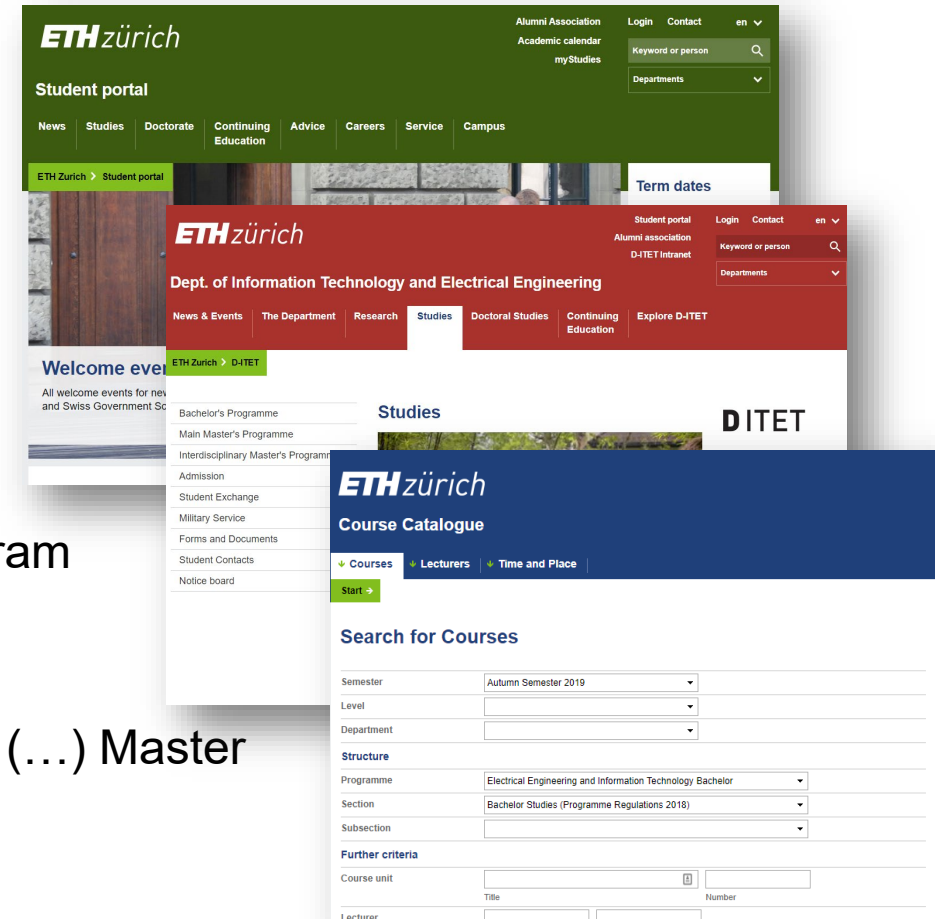 ETH zürich
Alumni Association
Academic calendar
myStudies
Login Contact en
Keyword or person
Departments
Student portal
News Studies Doctorate Continuing Education Advice Careers Service Campus
ETH Zurich > Student portal
Term dates
Welcome eve
All welcome events for nev
and Swiss Government Sc
ETH zürich
Student portal
Alumni association
D-ITET Intranet
Login Contact en
Keyword or person
Departments
Dept. of Information Technology and Electrical Engineering
News & Events The Department Research Studies Doctoral Studies Continuing Education Explore D-ITET
ETH Zurich > D-ITET
Bachelor's Programme
Main Master's Programme
Interdisciplinary Master's Program
Admission
Student Exchange
Military Service
Forms and Documents
Student Contacts
Notice board
Studies
D ITET
ram
(…) Master
ETH zürich
Course Catalogue
Courses Lecturers Time and Place
Start
Search for Courses
Semester Autumn Semester 2019
Level
Department
Structure
Programme Electrical Engineering and Information Technology Bachelor
Section Bachelor Studies (Programme Regulations 2018)
Subsection
Further criteria
Course unit
Title Number
Lecturer